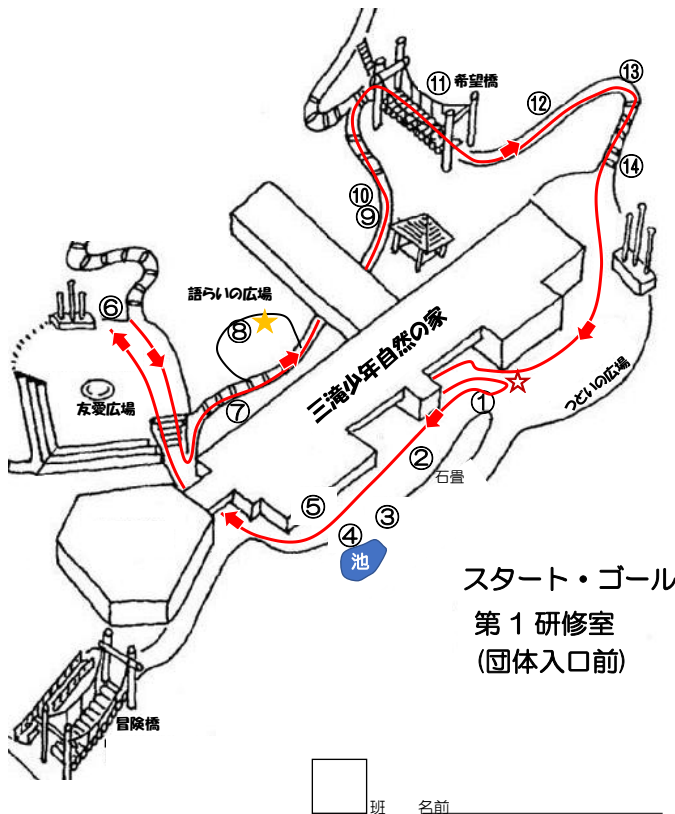 ⑪
希望橋
⑬
⑫
⑭
⑩
⑨
語らいの広場
⑥
⑧
三滝少年自然の家
つどいの広場
友愛広場
⑦
①
②
石畳
⑤
③
④
池
スタート・ゴール
第1研修室
(団体入口前)
冒険橋
班 名前